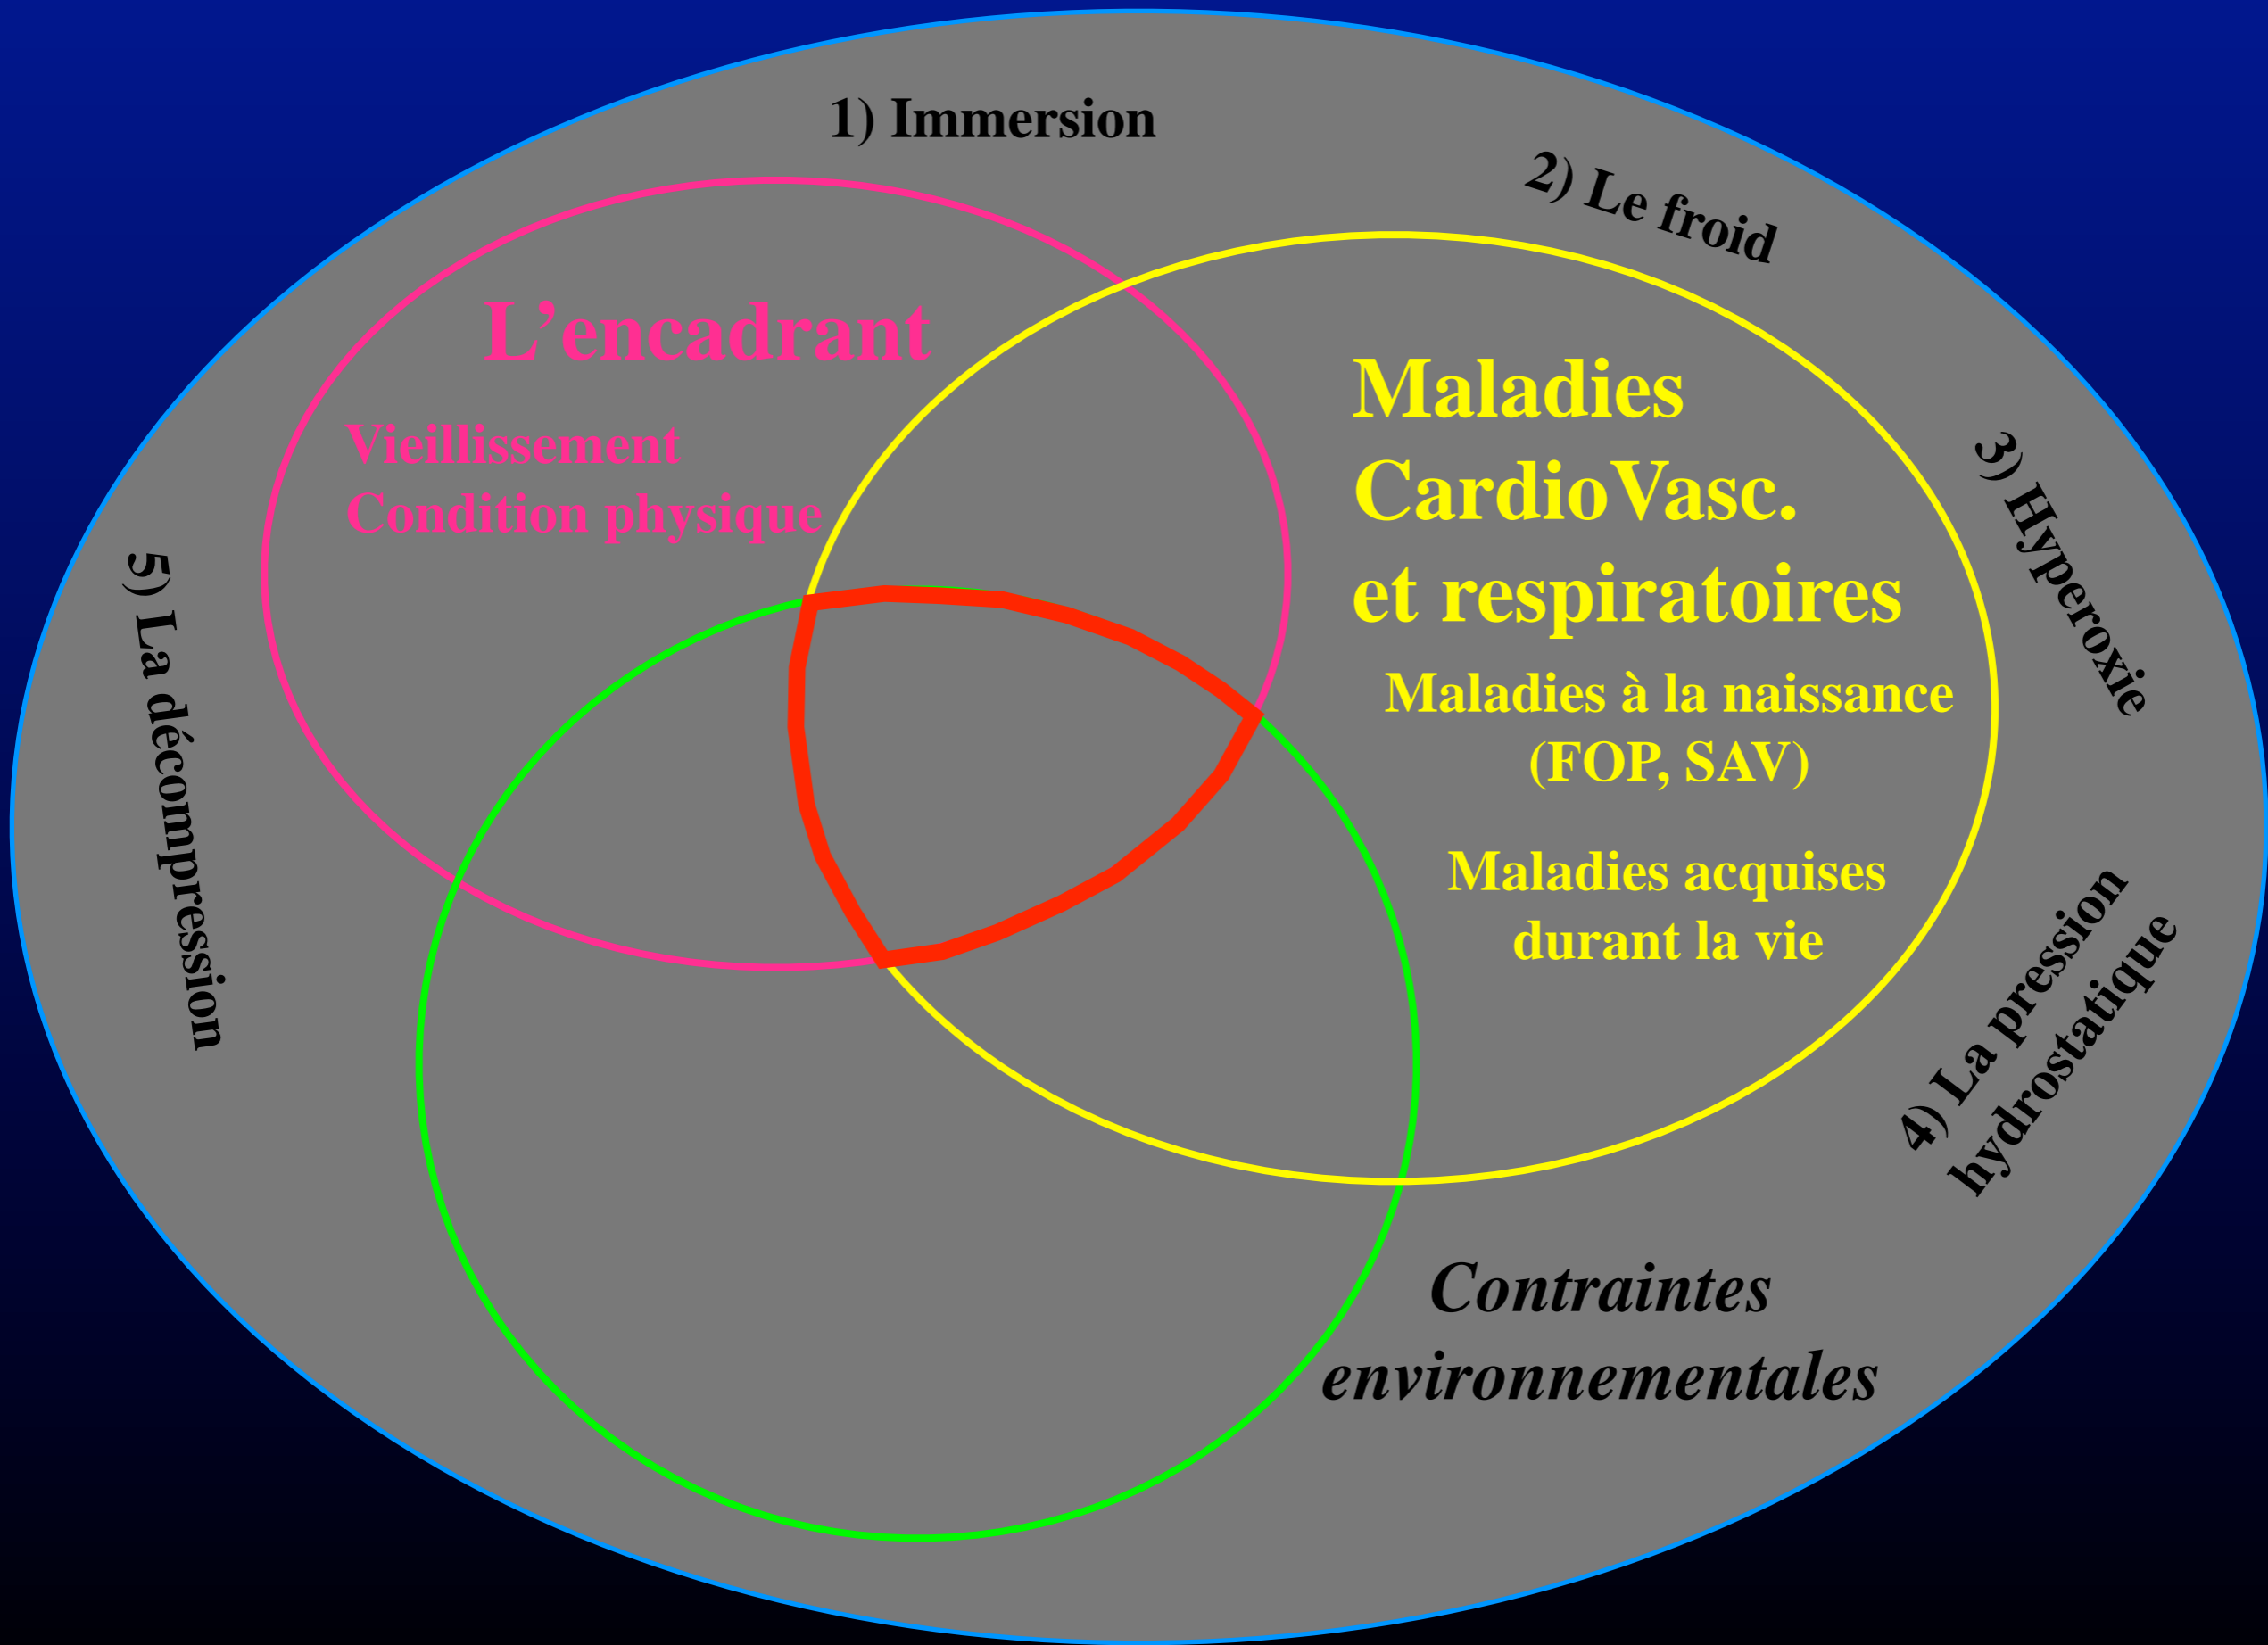 1) Immersion
2) Le froid
L’encadrant
Vieillissement
Condition physique
Maladies
CardioVasc.
et respiratoires
Maladies à la naissance
(FOP, SAV)
Maladies acquises
durant la vie
3) Hyperoxie
4) La pression
hydrostatique
5) La décompression
Contraintes
environnementales